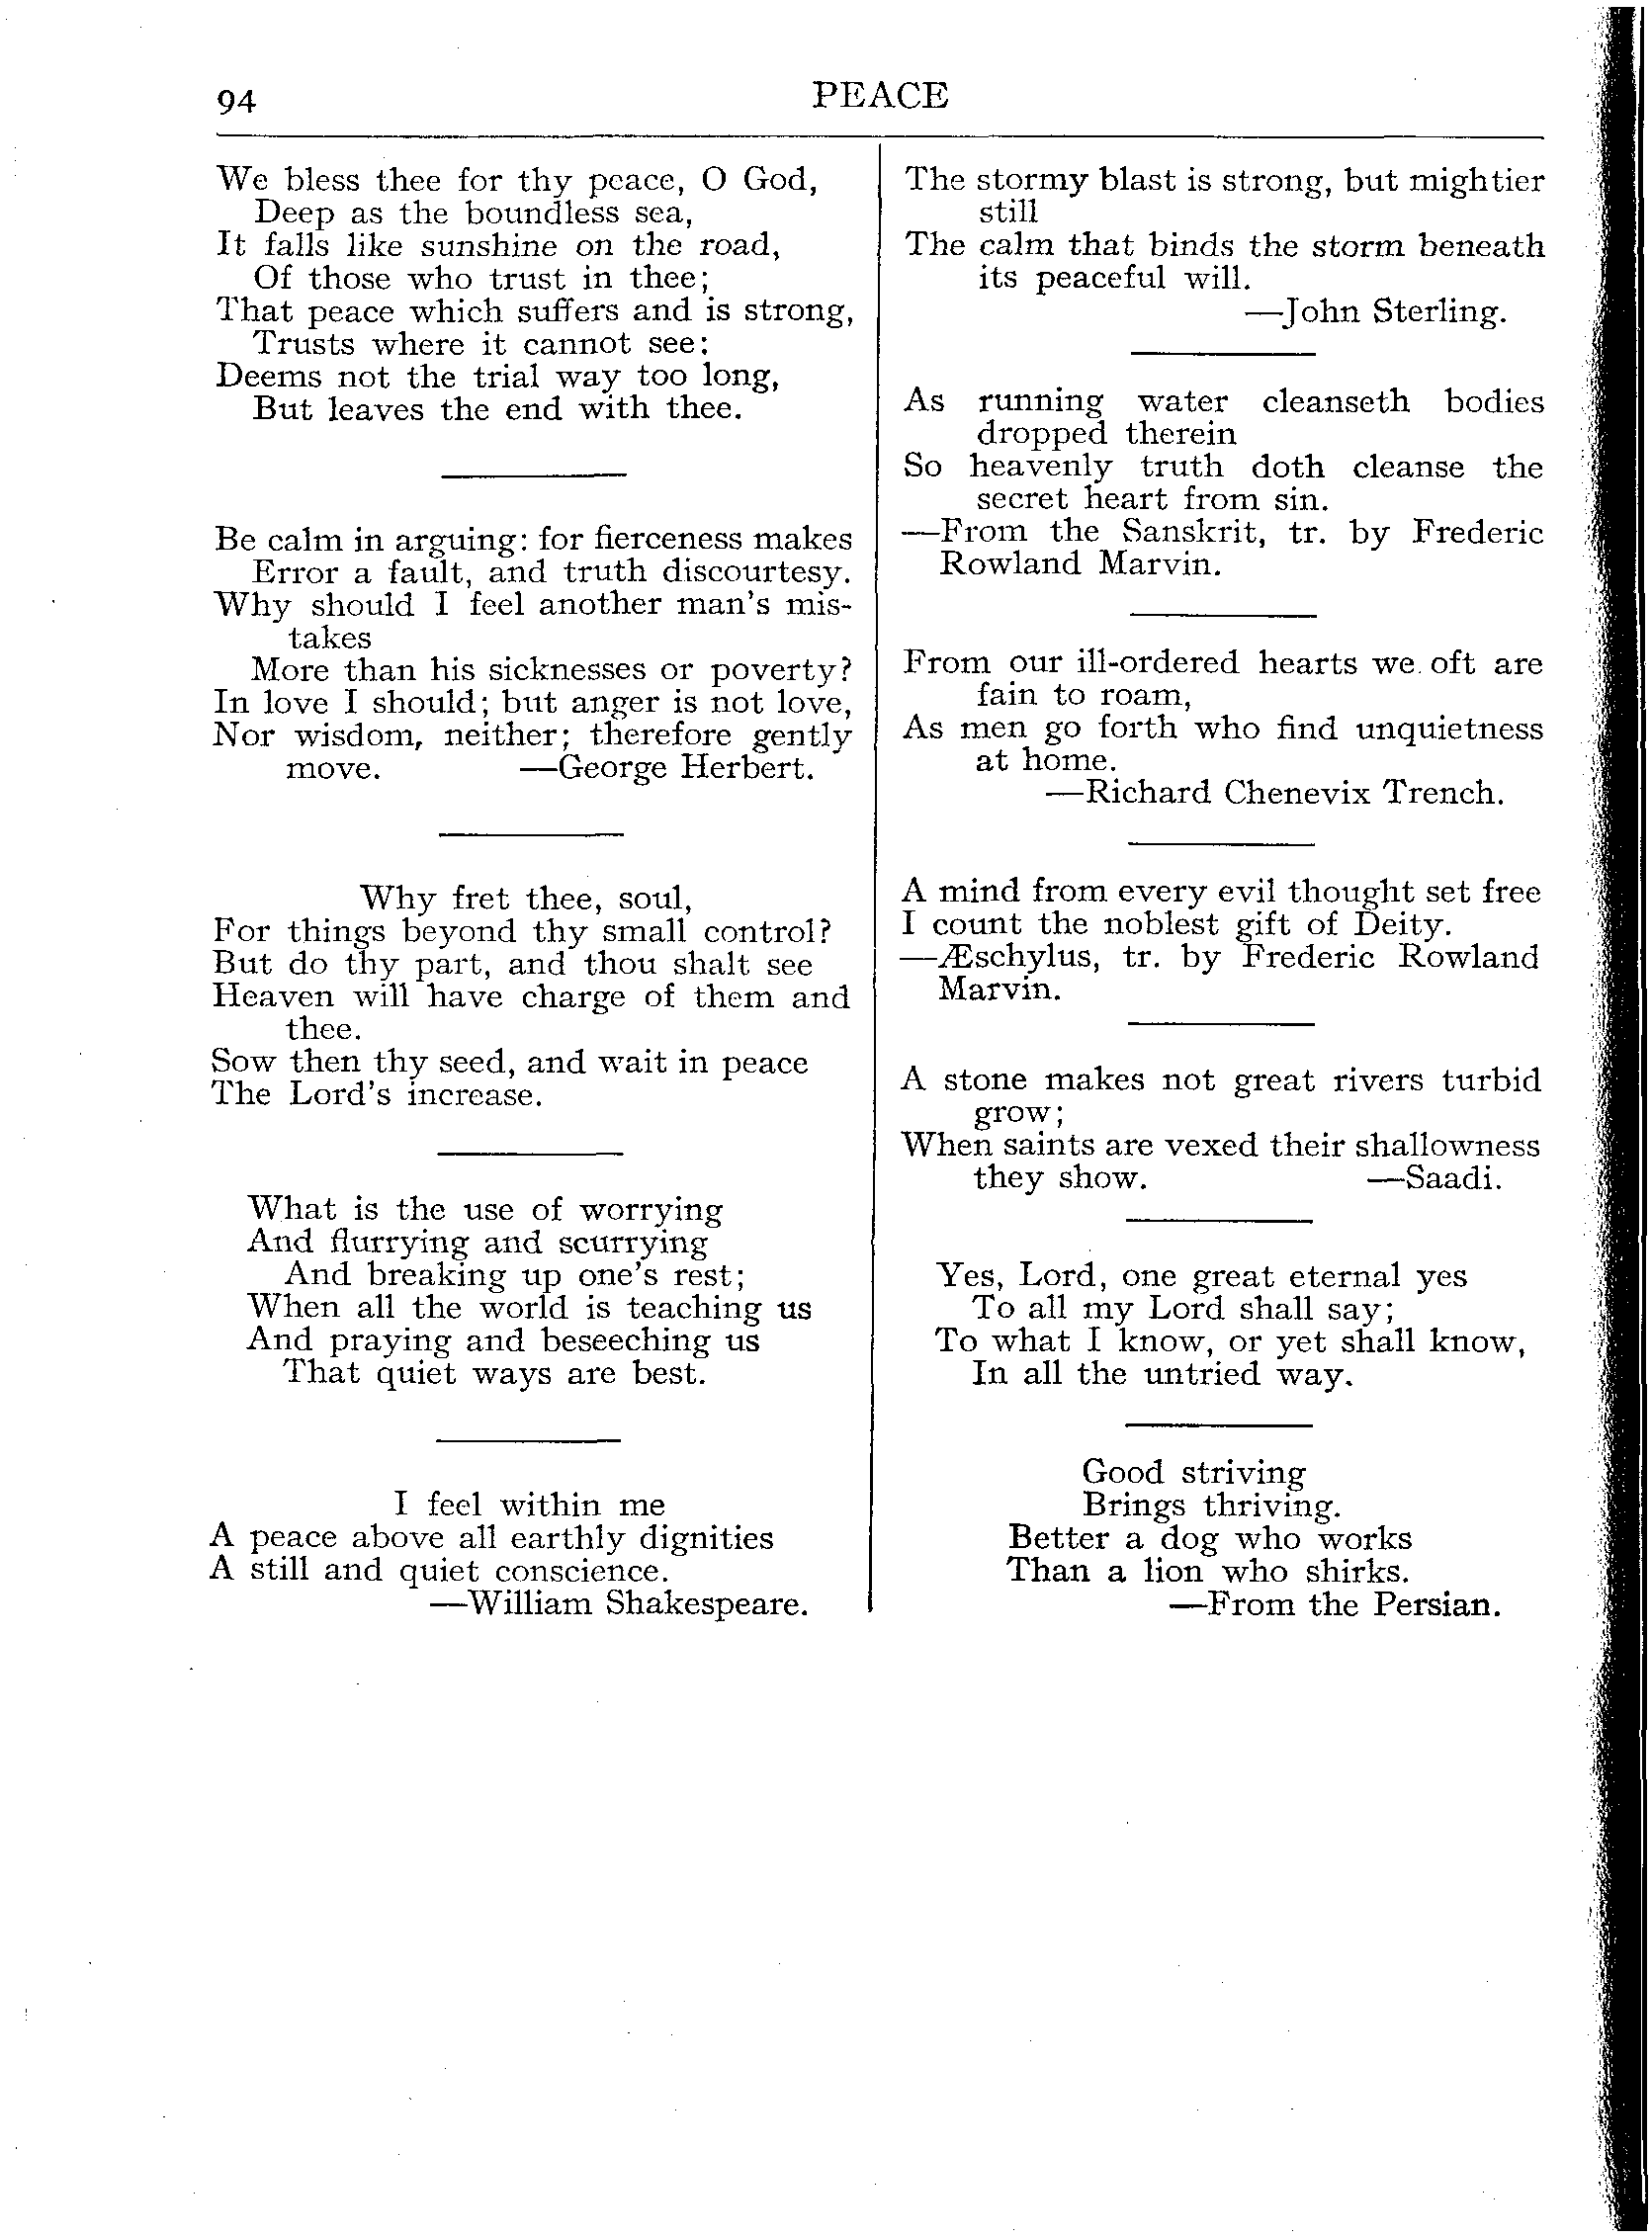 94
PEACE
We bless thee for thy peace, O God,
Deep as the boundless sea,
It falls like sunshine on the road,
Of those who trust in thee;
That peace which suffers and is strong,
Trusts where it cannot see:
Deems not the trial way too long,
But leaves the end with thee.
Be calm in arguing: for fierceness makes
Error a fault, and truth discourtesy.
Why should I feel another man's mis-
takes
More than his sicknesses or poverty?
In love I should; but anger is not love,
Nor wisdom, neither; therefore gently
move. —George Herbert.
Why fret thee, soul,
For things beyond thy small control?
But do thy part, and thou shalt see
Heaven will have charge of them and
thee.
Sow then thy seed, and wait in peace
The Lord's increase.
What is the use of worrying
And flurrying and scurrying
And breaking up one's rest;
When all the world is teaching us
And praying and beseeching us
That quiet ways are best.
I feel within me
A peace above all earthly dignities
A still and quiet conscience.
—William Shakespeare.
The stormy blast is strong, but mightier
still
The calm that binds the storm beneath
its peaceful will.
—John Sterling.
As running water cleanseth bodies
dropped therein
So heavenly truth doth cleanse the
secret heart from sin.
—From the Sanskrit, tr. by Frederic
Rowland Marvin.
From our ill-ordered hearts we oft are
fain to roam,
As men go forth who find unquietness
at home.
—Richard Chenevix Trench.
A mind from every evil thought set free
I count the noblest gift of Deity.
—Æschylus, tr. by Frederic Rowland
Marvin.
A stone makes not great rivers turbid
grow;
When saints are vexed their shallowness
they show. —Saadi.
Yes, Lord, one great eternal yes
To all my Lord shall say;
To what I know, or yet shall know,
In all the untried way.
Good striving
Brings thriving.
Better a dog who works
Than a lion who shirks.
—From the Persian.